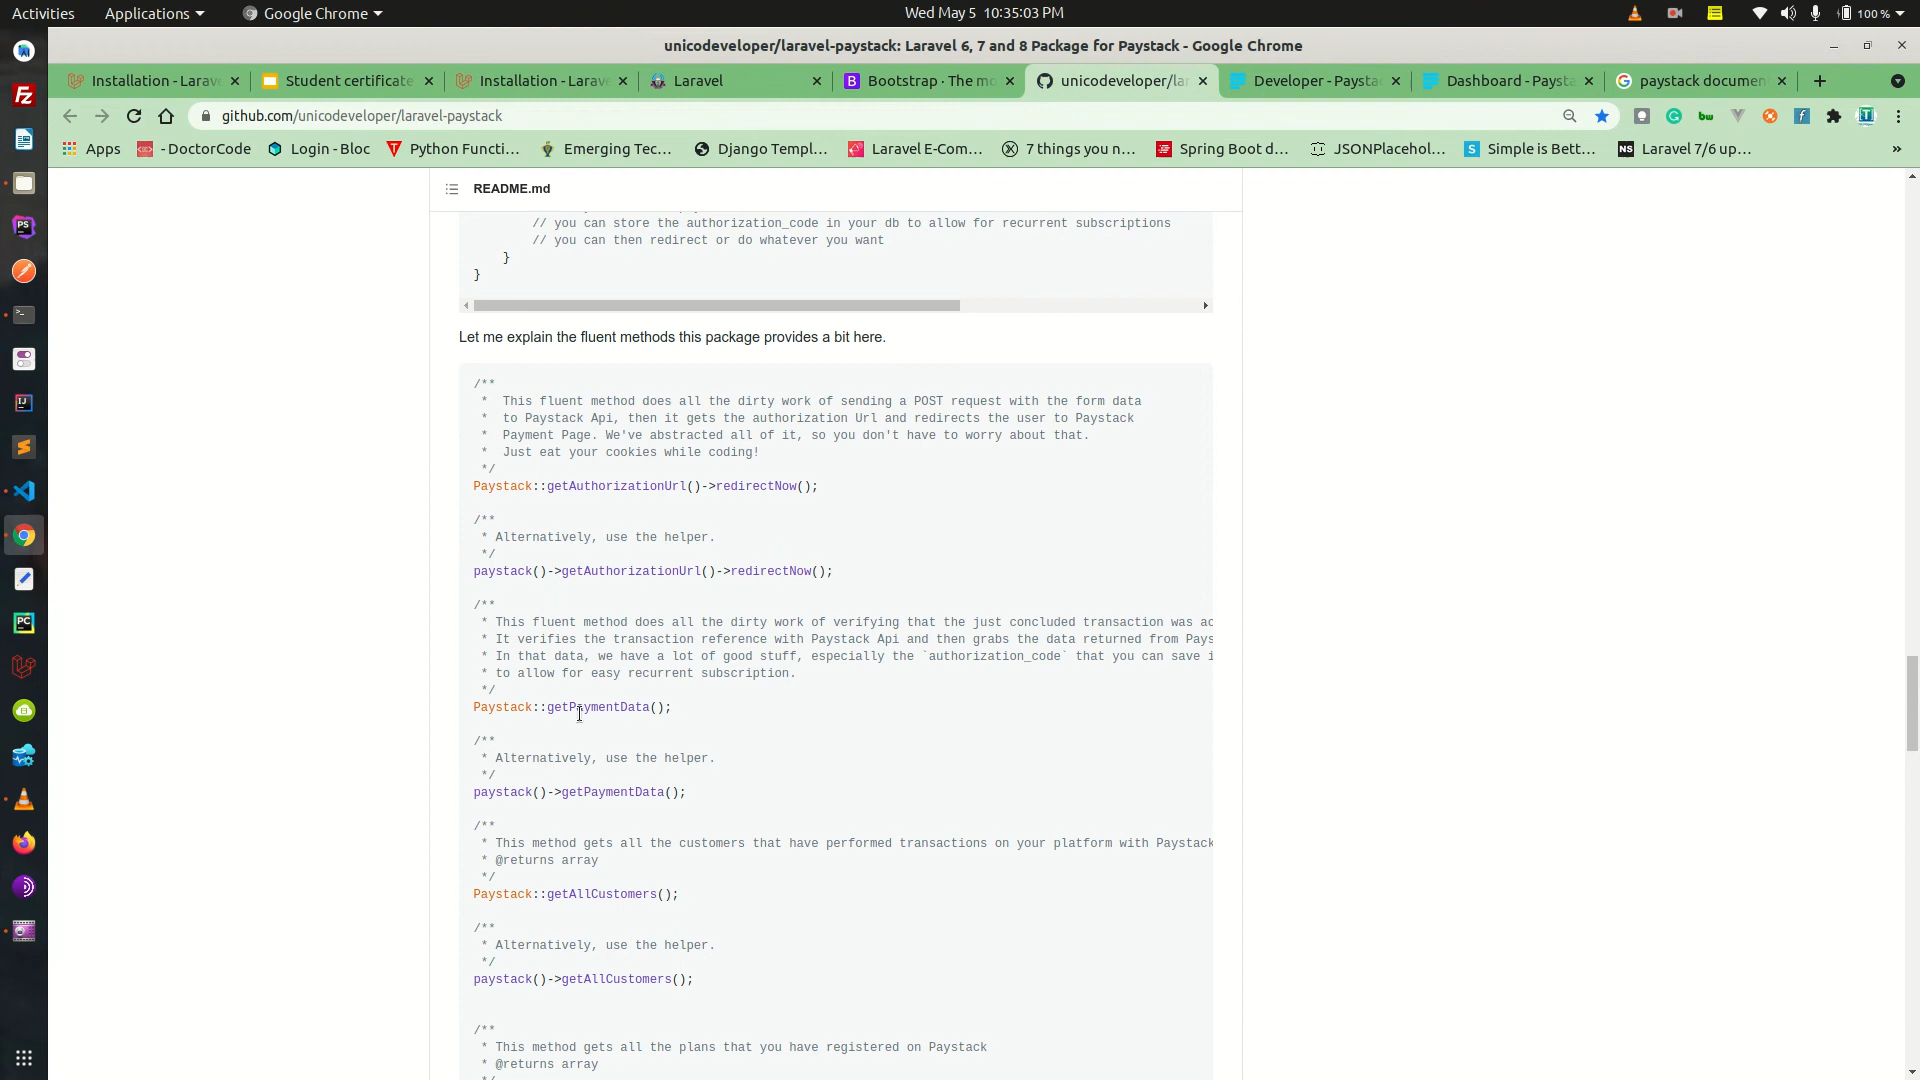 Activities Applications Google Chrome Wed May 5 10:35:03 PM 100 %
unicodeveloper/laravel-paystack: Laravel 6, 7 and 8 Package for Paystack - Google Chrome
Installation - Larav Student certificate Installation - Larav Laravel Bootstrap · The mo unicodeveloper/lar Developer - Paysta Dashboard - Paysta paystack documen
github.com/unicodeveloper/laravel-paystack
Apps - DoctorCode Login - Bloc Python Functi... Emerging Tec... Django Templ... Laravel E-Com... 7 things you n... Spring Boot d... JSONPlacehol... Simple is Bett... Laravel 7/6 up... »
README.md
// you can store the authorization_code in your db to allow for recurrent subscriptions
// you can then redirect or do whatever you want
}
}
Let me explain the fluent methods this package provides a bit here.
/**
* This fluent method does all the dirty work of sending a POST request with the form data
* to Paystack Api, then it gets the authorization Url and redirects the user to Paystack
* Payment Page. We've abstracted all of it, so you don't have to worry about that.
* Just eat your cookies while coding!
*/
Paystack::getAuthorizationUrl()->redirectNow();
/**
* Alternatively, use the helper.
*/
paystack()->getAuthorizationUrl()->redirectNow();
/**
* This fluent method does all the dirty work of verifying that the just concluded transaction was ac
* It verifies the transaction reference with Paystack Api and then grabs the data returned from Pays
* In that data, we have a lot of good stuff, especially the `authorization_code` that you can save i
* to allow for easy recurrent subscription.
*/
Paystack::getPaymentData();
/**
* Alternatively, use the helper.
*/
paystack()->getPaymentData();
/**
* This method gets all the customers that have performed transactions on your platform with Paystack
* @returns array
*/
Paystack::getAllCustomers();
/**
* Alternatively, use the helper.
*/
paystack()->getAllCustomers();
/**
* This method gets all the plans that you have registered on Paystack
* @returns array
*/